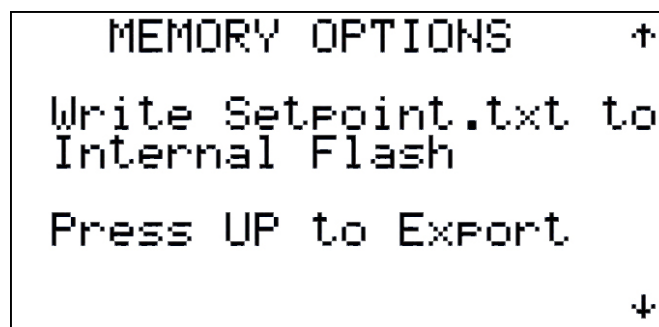 MEMORY OPTIONS ↑
Write Setpoint.txt to
Internal Flash
Press UP to Export
↓